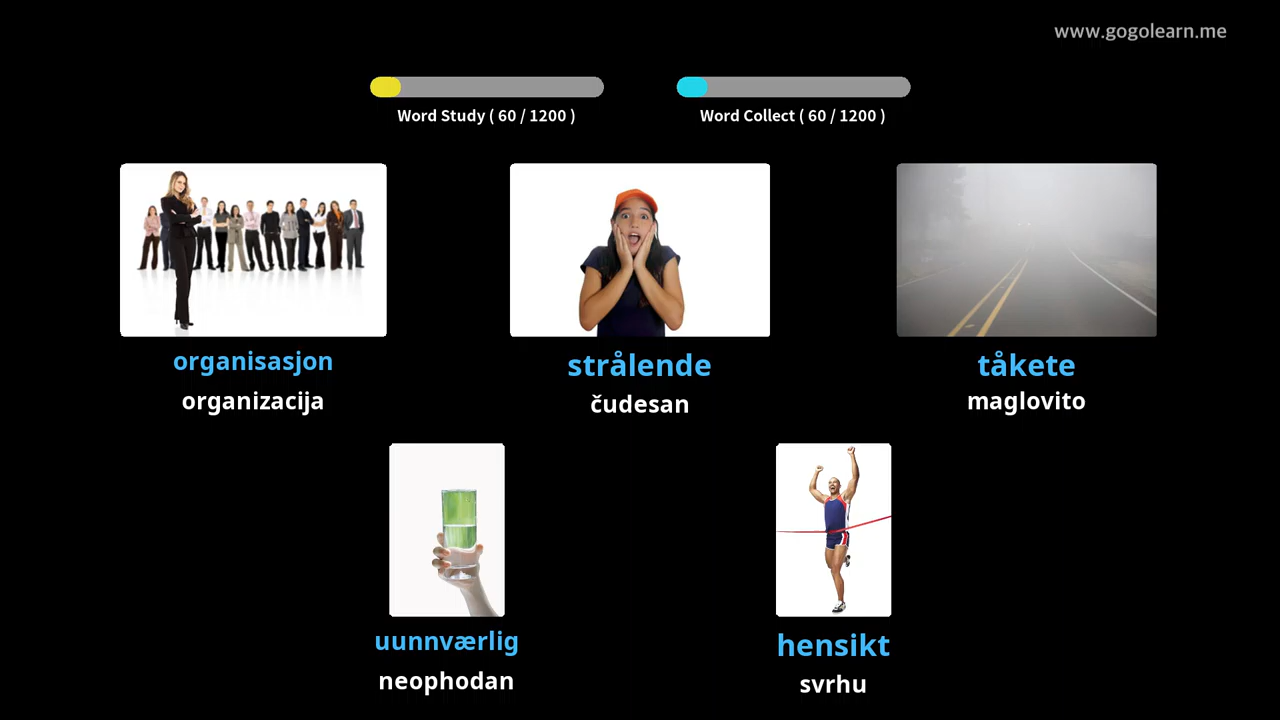 www.gogolearn.me
Word Study ( 60 / 1200 )
Word Collect ( 60 / 1200 )
organisasjon
organizacija
strålende
čudesan
tåkete
maglovito
uunnværlig
neophodan
hensikt
svrhu